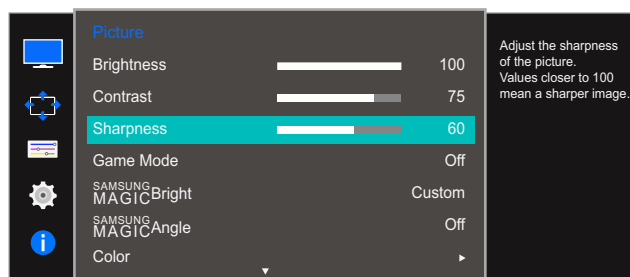 Picture
Brightness 100
Contrast 75
Sharpness 60
Game Mode Off
SAMSUNG
MAGICBright Custom
SAMSUNG
MAGICAngle Off
Color
Adjust the sharpness
of the picture.
Values closer to 100
mean a sharper image.